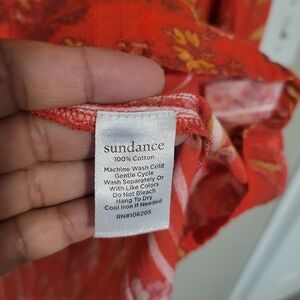 sundance
100% Cotton
Machine Wash Cold
Gentle Cycle
Wash Separately Or
With Like Colors
Do Not Bleach
Hang To Dry
Cool Iron If Needed
RN#106205